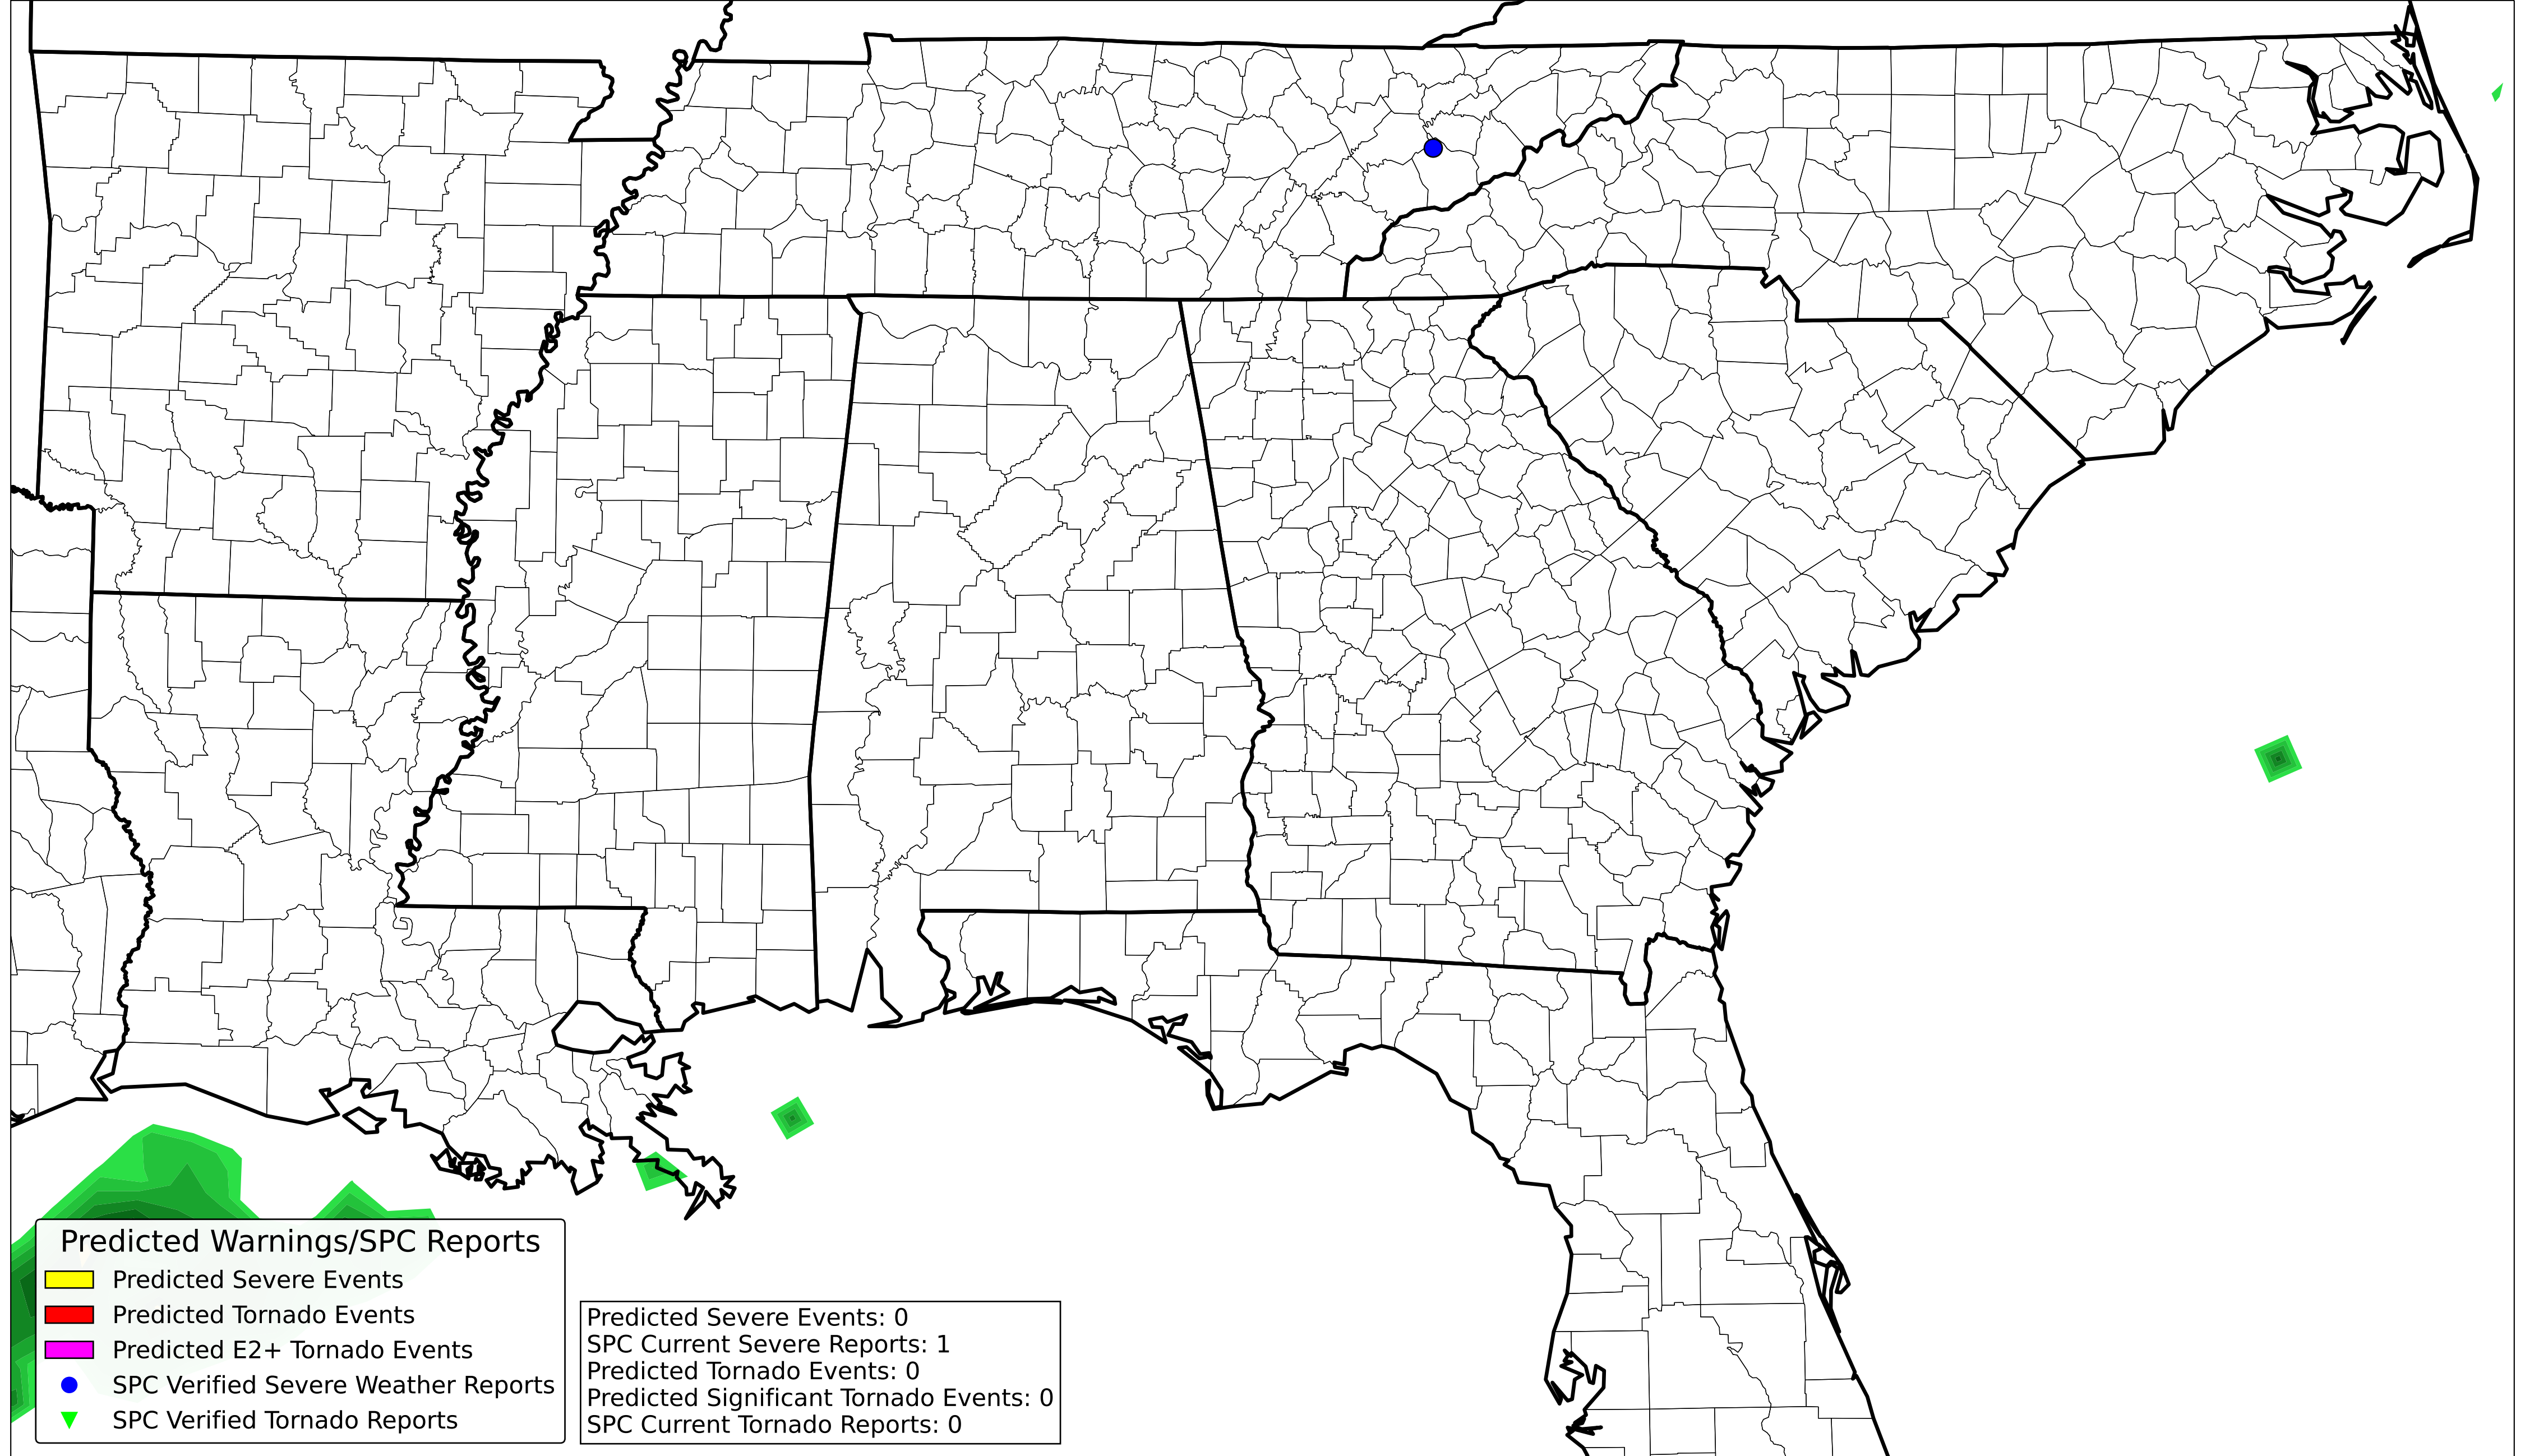 Predicted Warnings/SPC Reports
Predicted Severe Events
Predicted Tornado Events
Predicted E2+ Tornado Events
SPC Verified Severe Weather Reports
SPC Verified Tornado Reports
Predicted Severe Events: 0
SPC Current Severe Reports: 1
Predicted Tornado Events: 0
Predicted Significant Tornado Events: 0
SPC Current Tornado Reports: 0